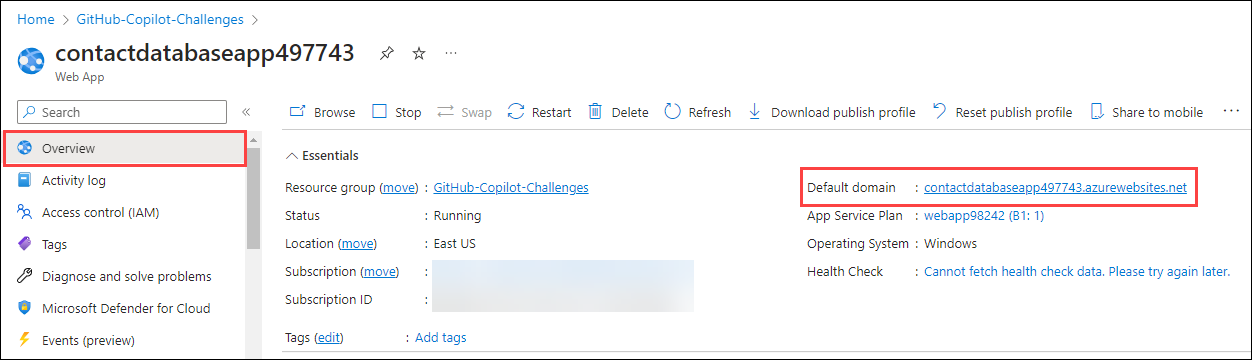 Home > GitHub-Copilot-Challenges >
contactdatabaseapp497743 ...
Web App
Search «
Browse Stop Swap Restart Delete Refresh Download publish profile Reset publish profile Share to mobile ...
Overview
Activity log
Access control (IAM)
Tags
Diagnose and solve problems
Microsoft Defender for Cloud
Events (preview)
Essentials
Resource group (move) : GitHub-Copilot-Challenges
Status : Running
Location (move) : East US
Subscription (move) :
Subscription ID :
Tags (edit) : Add tags
Default domain : contactdatabaseapp497743.azurewebsites.net
App Service Plan : webapp98242 (B1: 1)
Operating System : Windows
Health Check : Cannot fetch health check data. Please try again later.